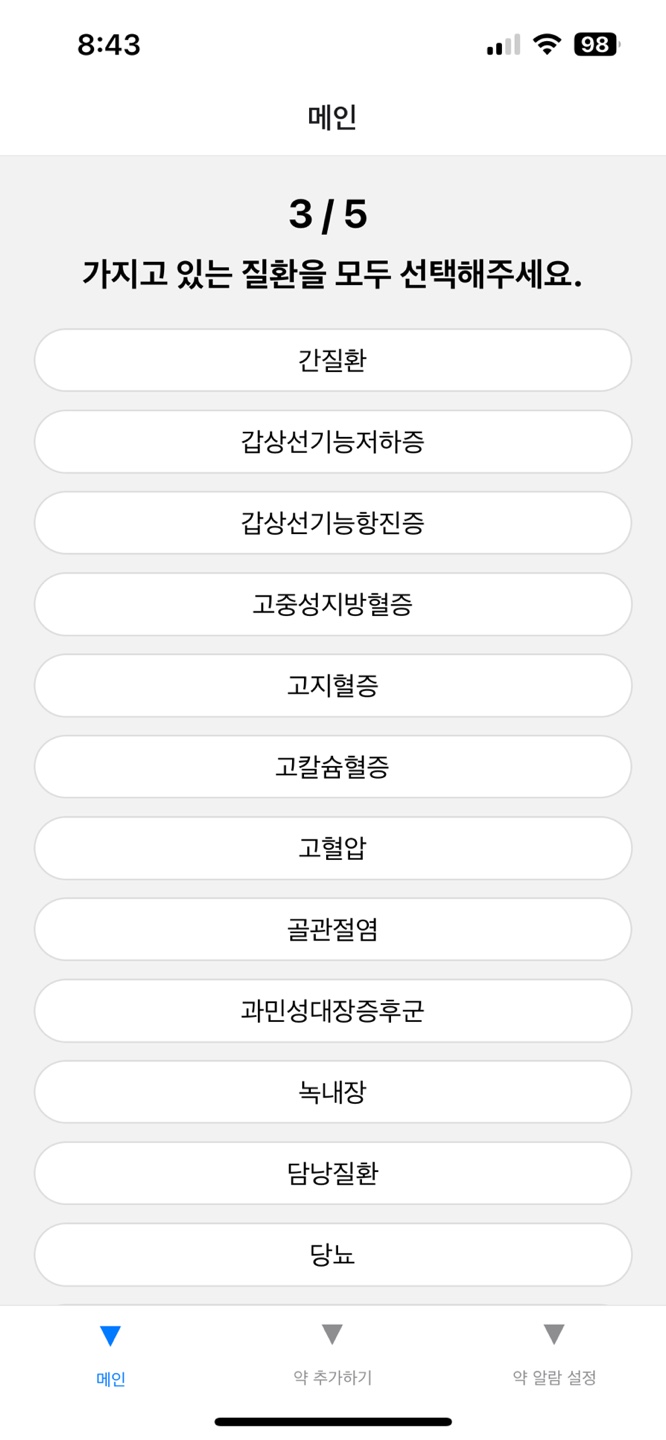 8:43
98
메인
3 / 5
가지고 있는 질환을 모두 선택해주세요.
간질환
갑상선기능저하증
갑상선기능항진증
고중성지방혈증
고지혈증
고칼슘혈증
고혈압
골관절염
과민성대장증후군
녹내장
담낭질환
당뇨
메인
약 추가하기
약 알람 설정